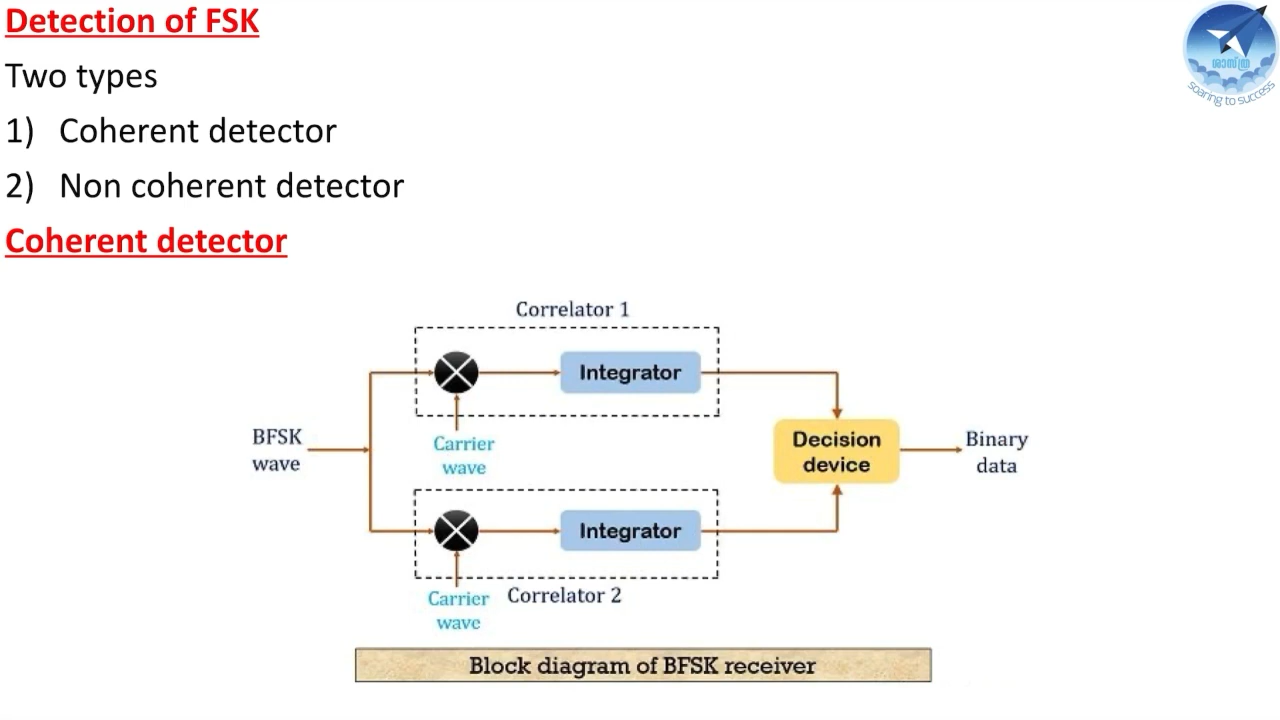 Detection of FSK
Two types
1) Coherent detector
2) Non coherent detector
Coherent detector
ശാസ്ത്ര
soaring to success
Correlator 1
Integrator
Carrier
wave
BFSK
wave
Decision
device
Binary
data
Integrator
Carrier
wave
Correlator 2
Block diagram of BFSK receiver